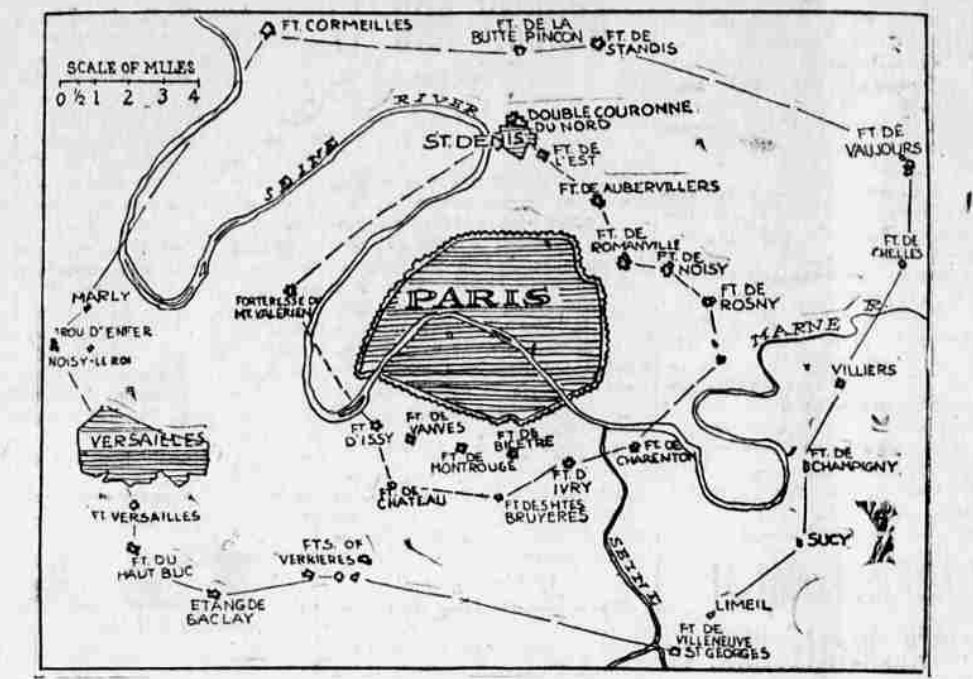 FT. CORMEILLES
FT. DE LA
BUTTE PINCON
FT. DE
STANDIS
SCALE OF MILES
0 ½ 1 2 3 4
SEINE RIVER
DOUBLE COURONNE
DU NORD
ST. DENIS
FT. DE
L'EST
FT. DE
VAUJOURS
FT. DE AUBERVILLERS
FT. DE
ROMANVILLE
FT. DE
NOISY
FT. DE
CHELLES
FT. DE
ROSNY
MARLY
FORTERESSE DU
MT. VALERIEN
PARIS
MARNE R
TROU D'ENFER
NOISY-LE ROI
VILLIERS
VERSAILLES
FT
D'ISSY
FT. DE
VANVES
FT. DE
MONTROUGE
FT. DE
BICETRE
FT. D
IVRY
FT. DE
CHARENTON
FT. DE
CHAMPIGNY
FT. DE
CHATEAU
FT DES HTES
BRUYERES
FT. VERSAILLES
FT. DU
HAUT BUC
FTS. OF
VERRIERES
SEINE
SUCY
ETANG DE
SACLAY
LIMEIL
FT. DE
VILLENEUVE
ST GEORGES